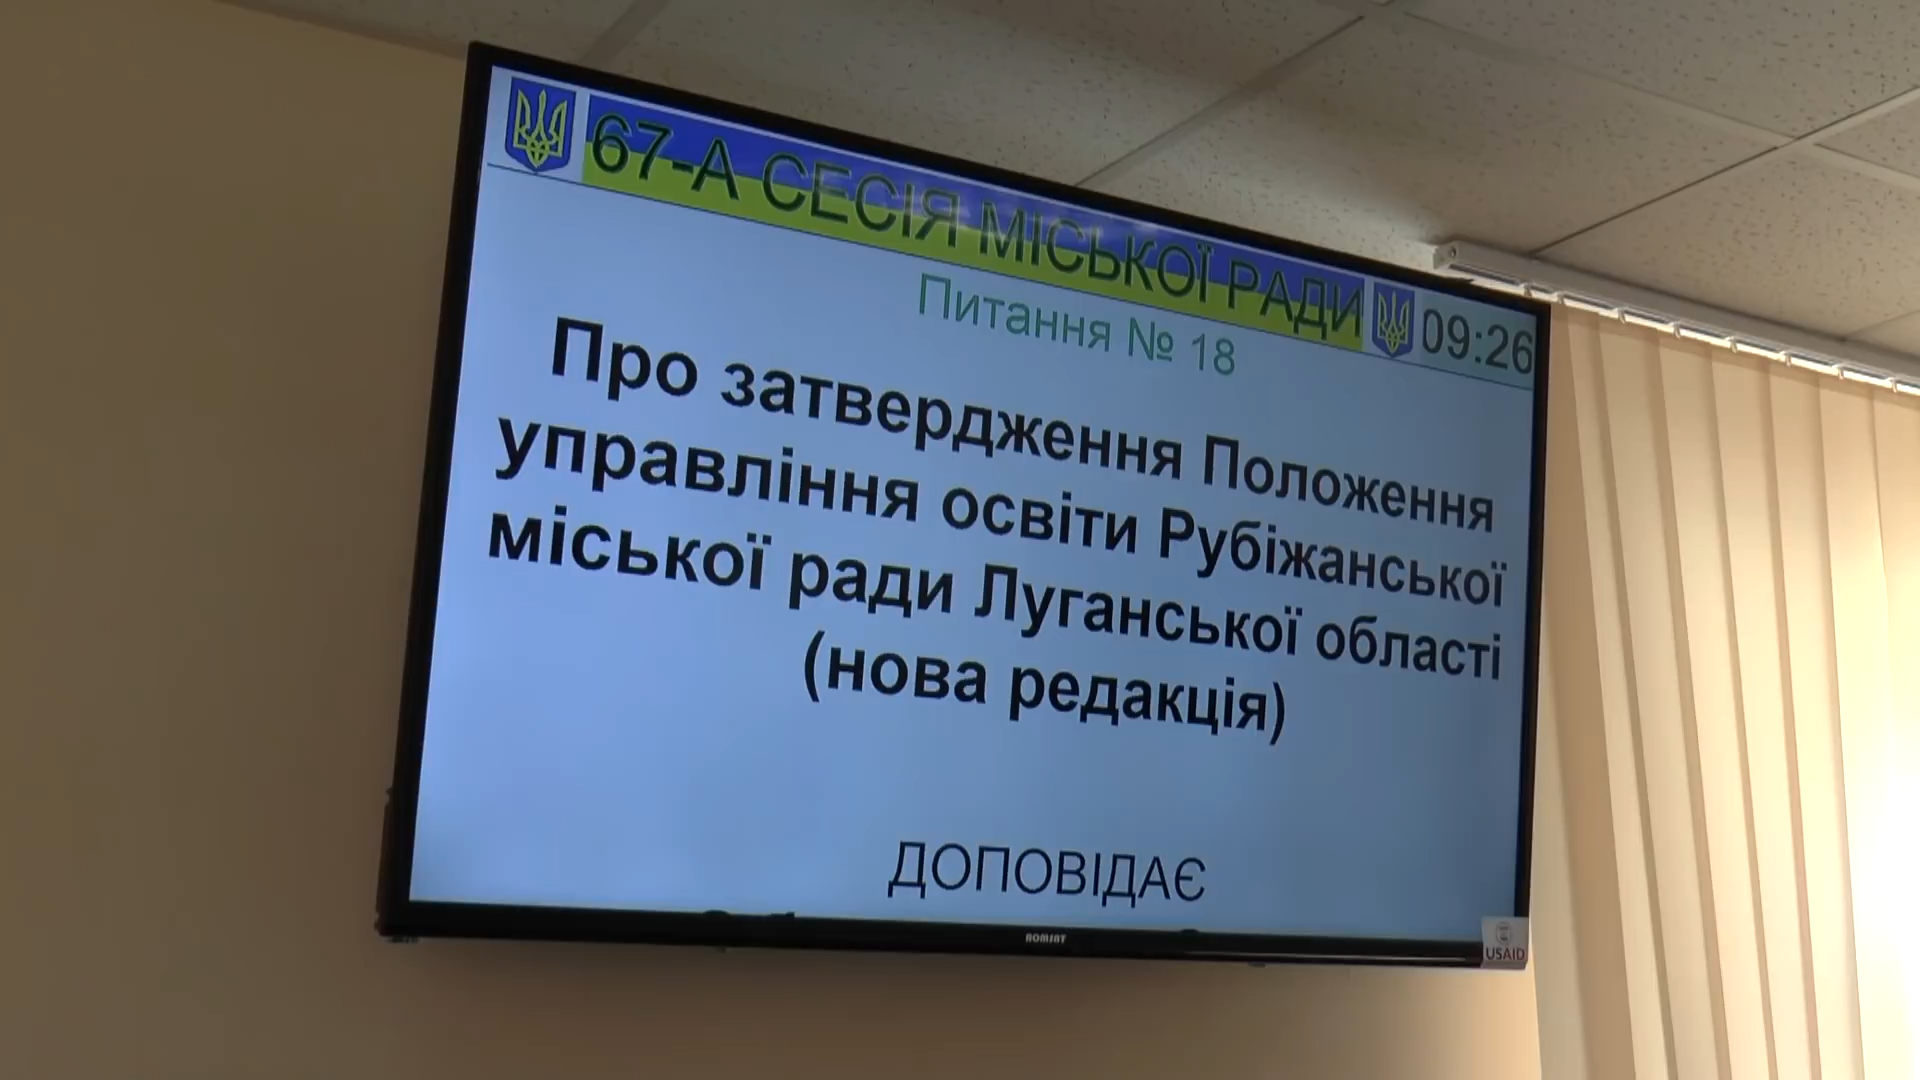 67-А СЕСІЯ МІСЬКОЇ РАДИ
09:26
Питання № 18
Про затвердження Положення
управління освіти Рубіжанської
міської ради Луганської області
(нова редакція)
ДОПОВІДАЄ
ROMSAT
USAID